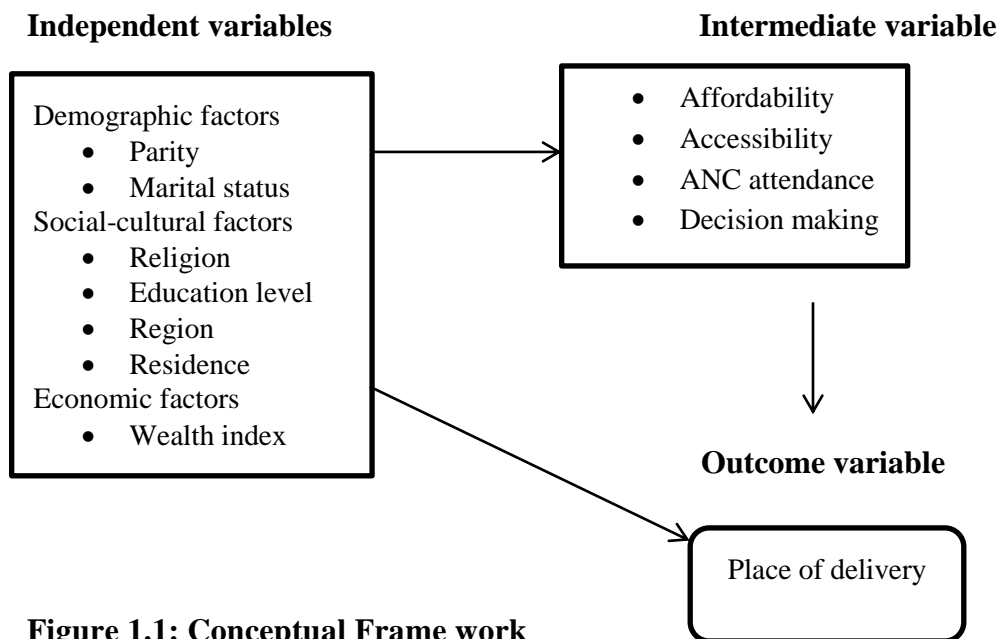 Independent variables
Intermediate variable
Demographic factors
• Parity
• Marital status
Social-cultural factors
• Religion
• Education level
• Region
• Residence
Economic factors
• Wealth index
• Affordability
• Accessibility
• ANC attendance
• Decision making
Outcome variable
Place of delivery
Figure 1.1: Conceptual Frame work